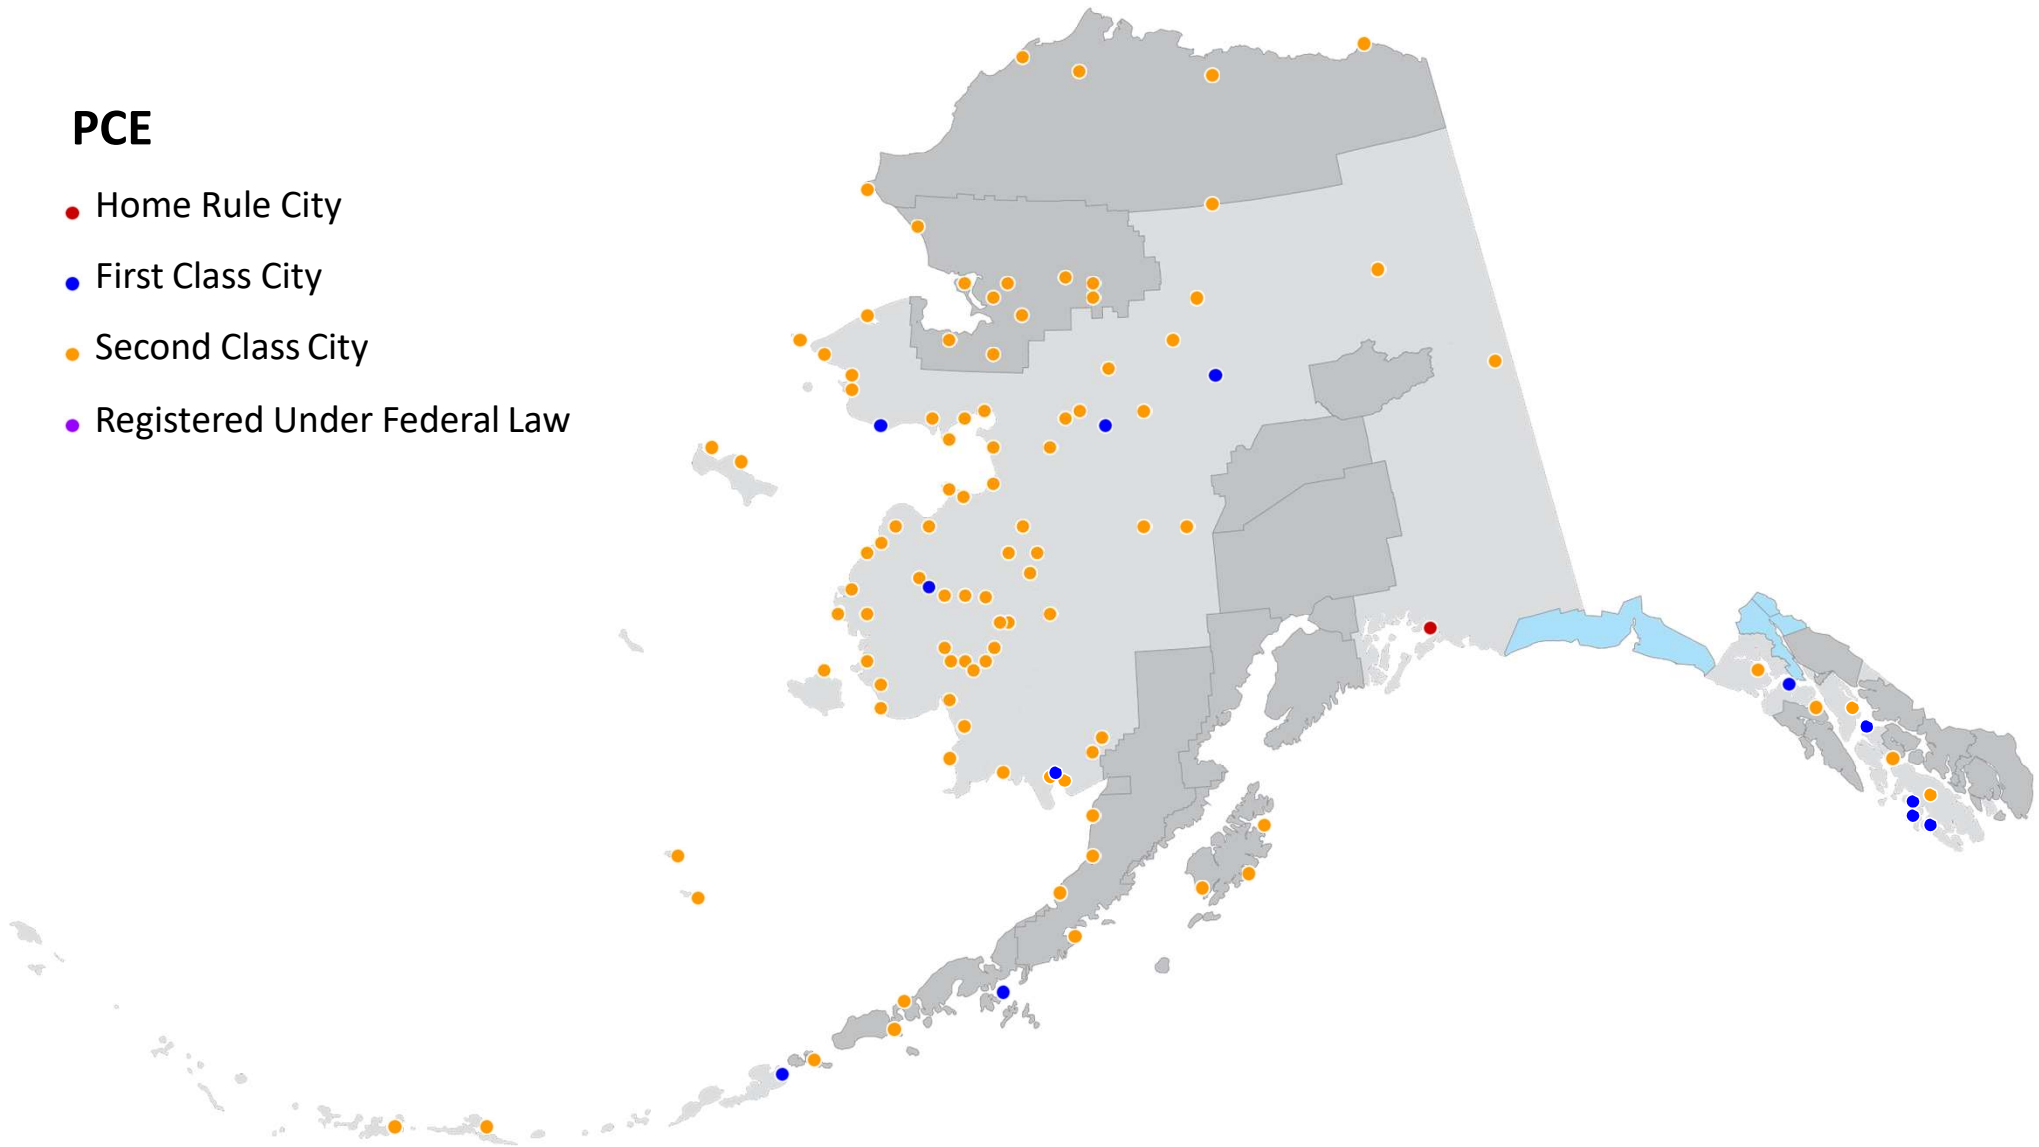 PCE
Home Rule City
First Class City
Second Class City
Registered Under Federal Law